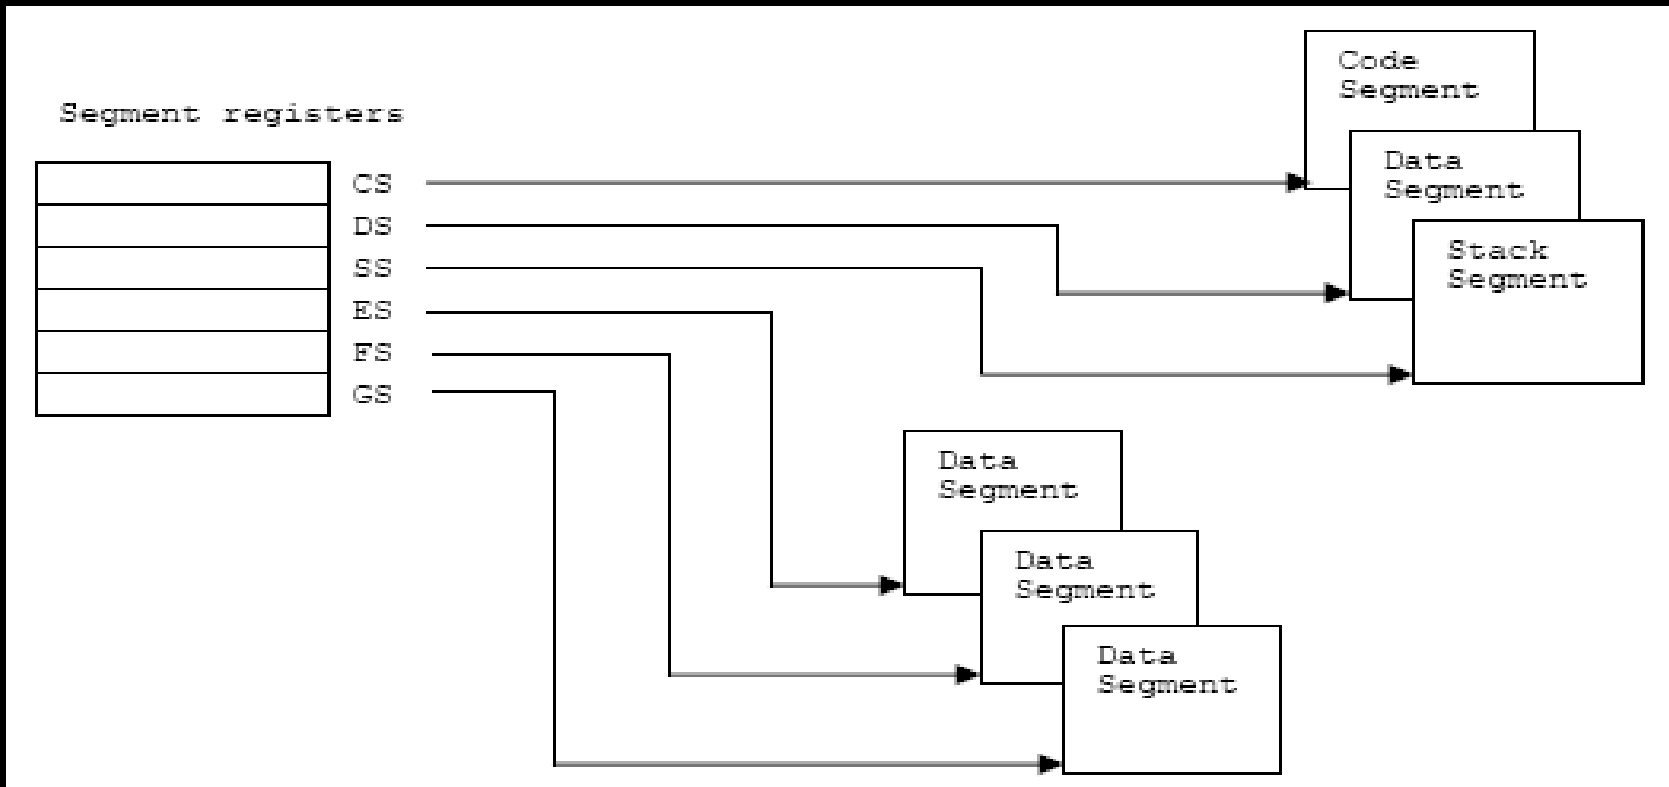 Segment registers
CS
DS
SS
ES
FS
GS
Code
Segment
Data
Segment
Stack
Segment
Data
Segment
Data
Segment
Data
Segment